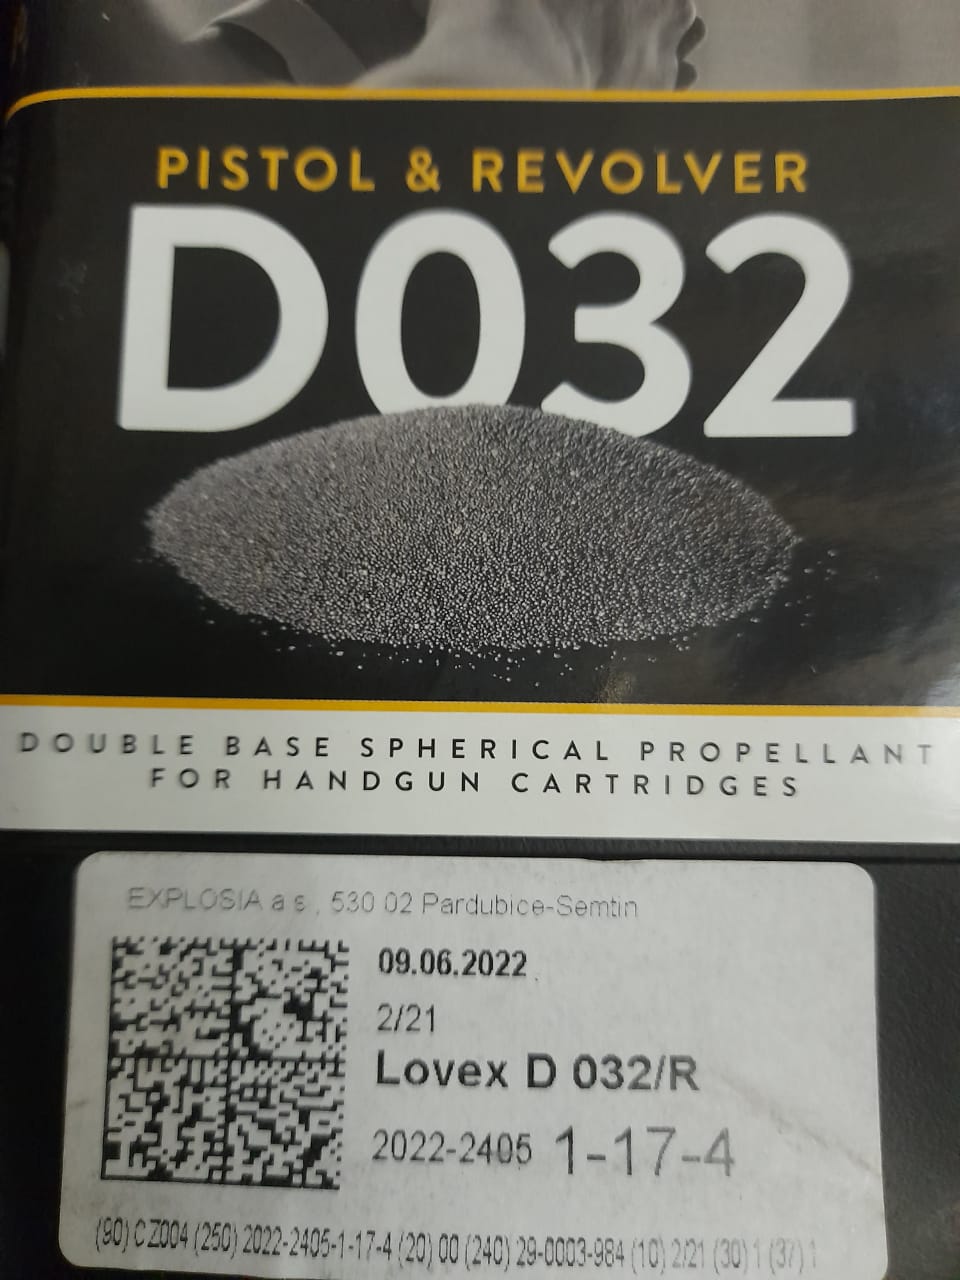 PISTOL & REVOLVER
D032
DOUBLE BASE SPHERICAL PROPELLANT
FOR HANDGUN CARTRIDGES
EXPLOSIA a s , 530 02 Pardubice-Semtin
09.06.2022
2/21
Lovex D 032/R
2022-2405 1-17-4
(90) CZ004 (250) 2022-2405-1-17-4 (20) 00 (240) 29-0003-984 (10) 2/21 (30) 1 (37) 1